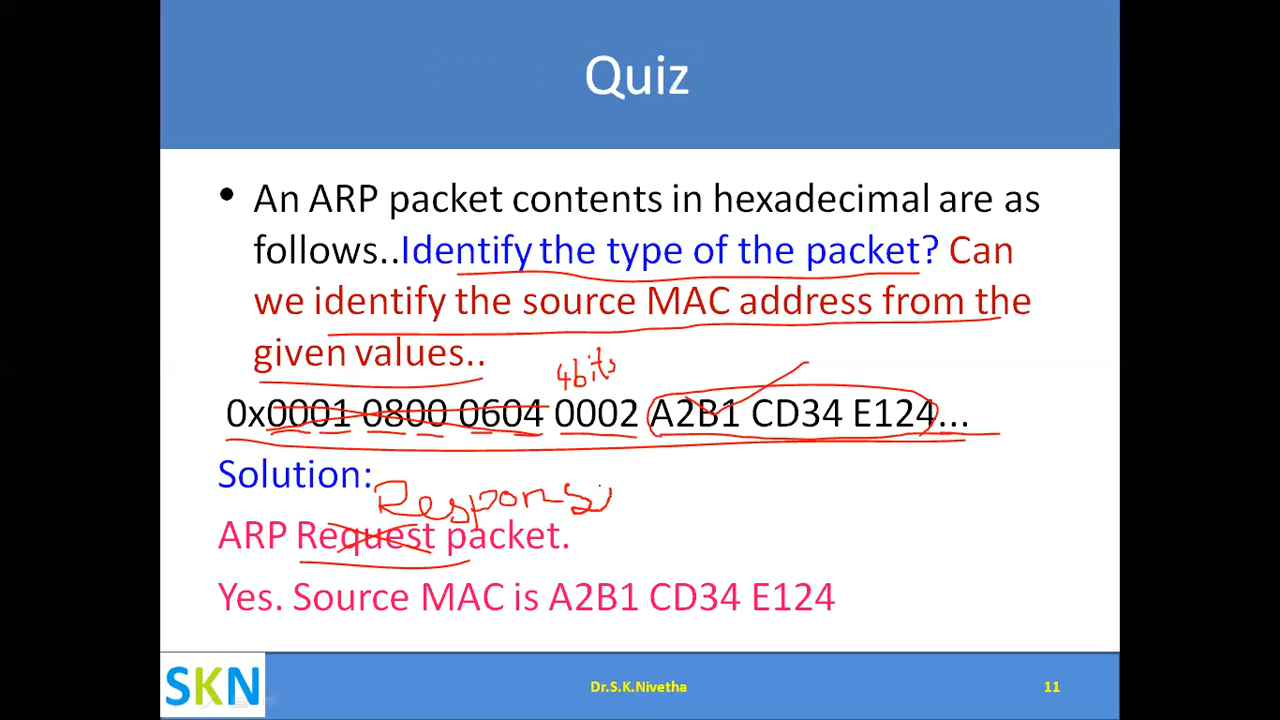 Quiz
• An ARP packet contents in hexadecimal are as
follows..Identify the type of the packet? Can
we identify the source MAC address from the
given values..
4bits
0x0001 0800 0604 0002 A2B1 CD34 E124...
Solution:
Respons
ARP Request packet.
Yes. Source MAC is A2B1 CD34 E124
SKN
Dr.S.K.Nivetha
11